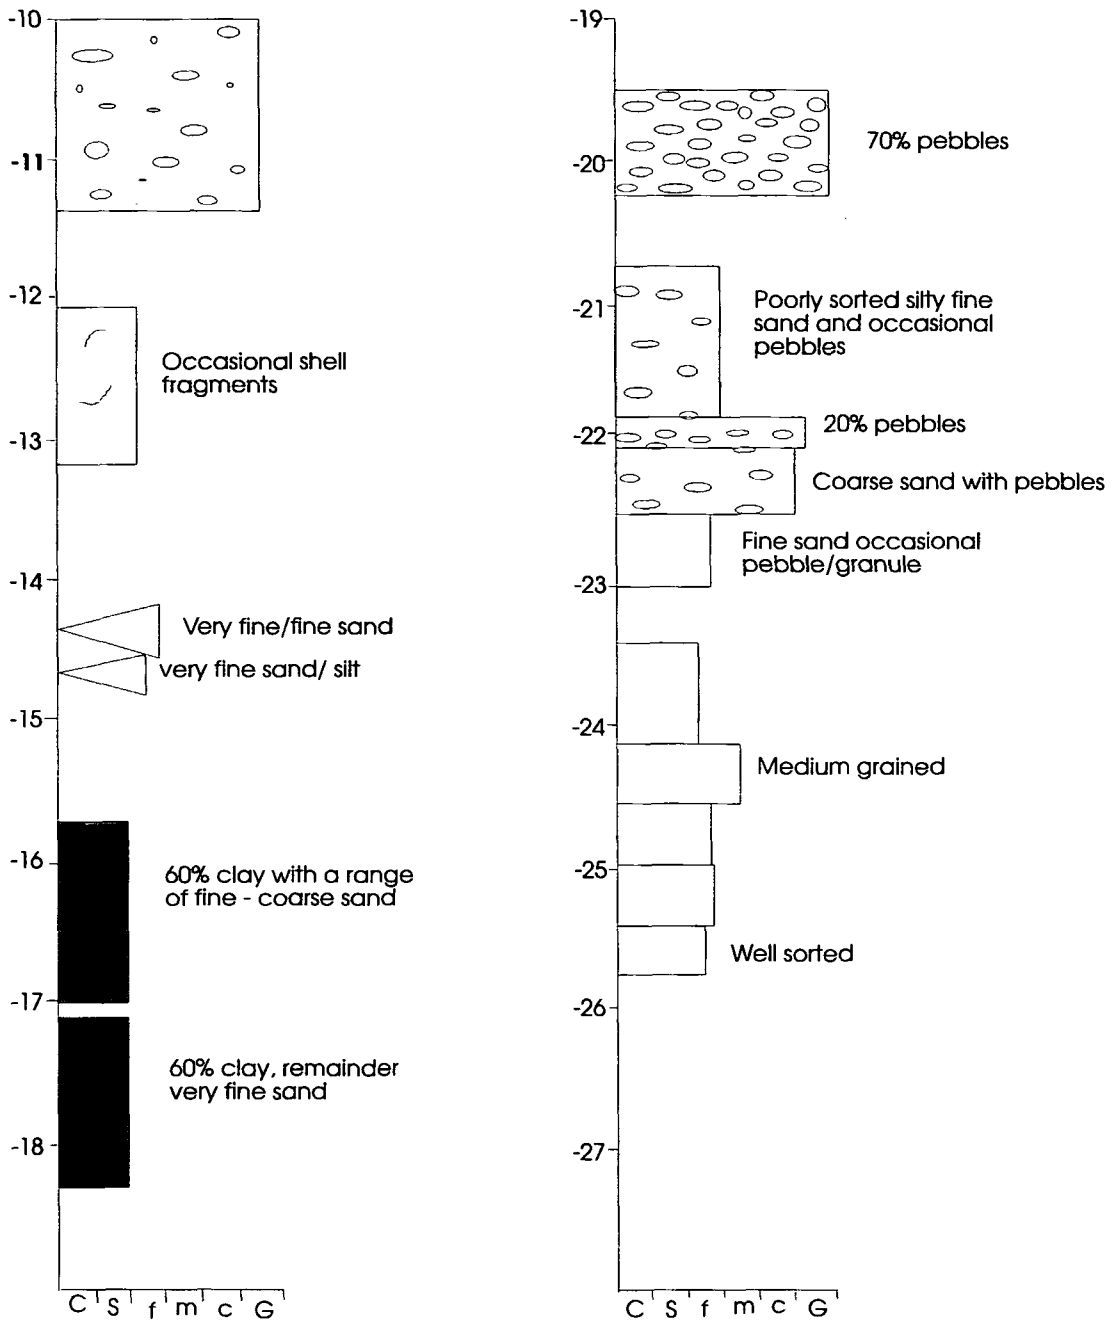 -10
-11
-12
Occasional shell
fragments
-13
-14
Very fine/fine sand
very fine sand/ silt
-15
-16
60% clay with a range
of fine - coarse sand
-17
60% clay, remainder
very fine sand
-18
C S f m c G
-19
70% pebbles
-20
Poorly sorted silty fine
sand and occasional
pebbles
-21
20% pebbles
-22
Coarse sand with pebbles
Fine sand occasional
pebble/granule
-23
-24
Medium grained
-25
Well sorted
-26
-27
C S f m c G